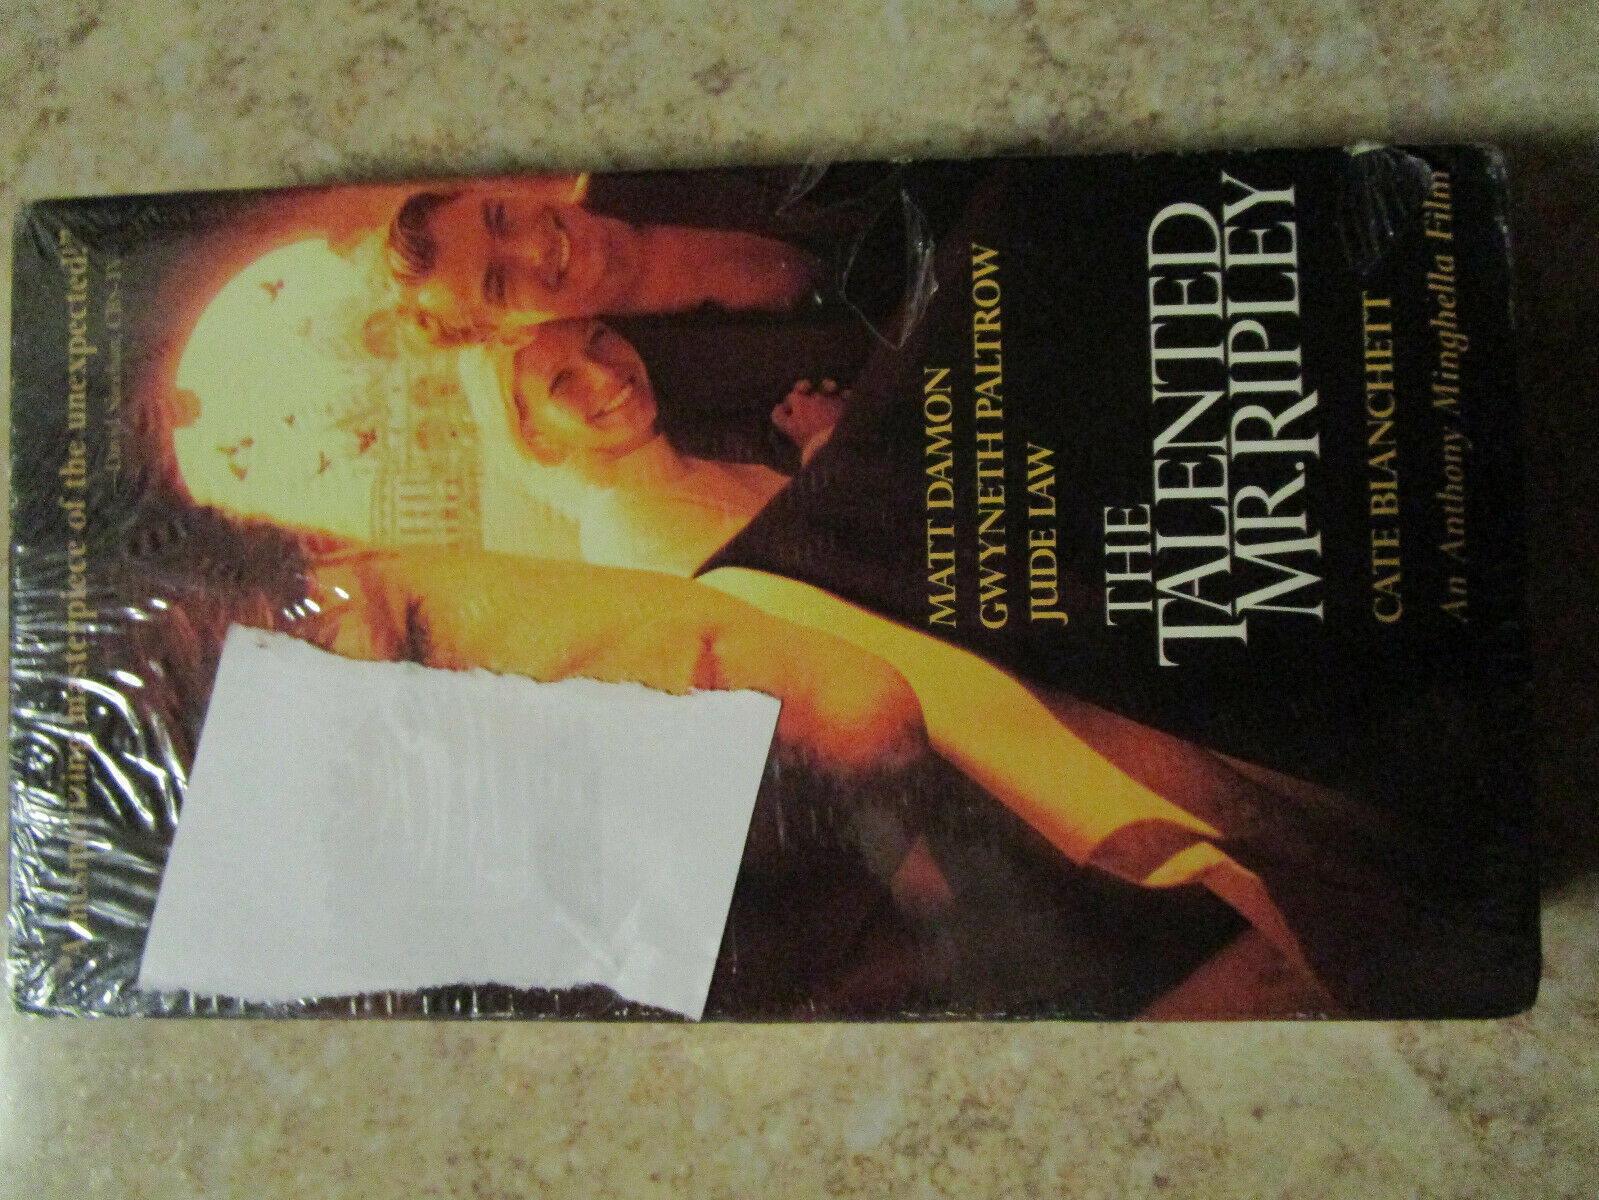 "A mesmerizing masterpiece of the unexpected!"
MATT DAMON
GWYNETH PALTROW
JUDE LAW
THE
TALENTED
MR. RIPLEY
CATE BLANCHETT
An Anthony Minghella Film